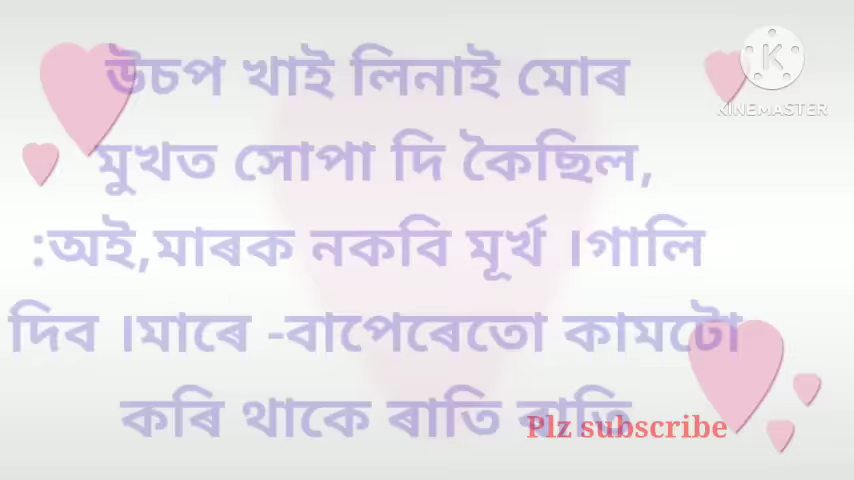 উচপ খাই লিনাই মোৰ
মুখত সোপা দি কৈছিল,
:অই,মাৰক নকবি মূৰ্খ ।গালি
দিব ।মাৰে -বাপেৰেতো কামটো
কৰি থাকে ৰাতি ৰাতি
Plz subscribe
KINEMASTER